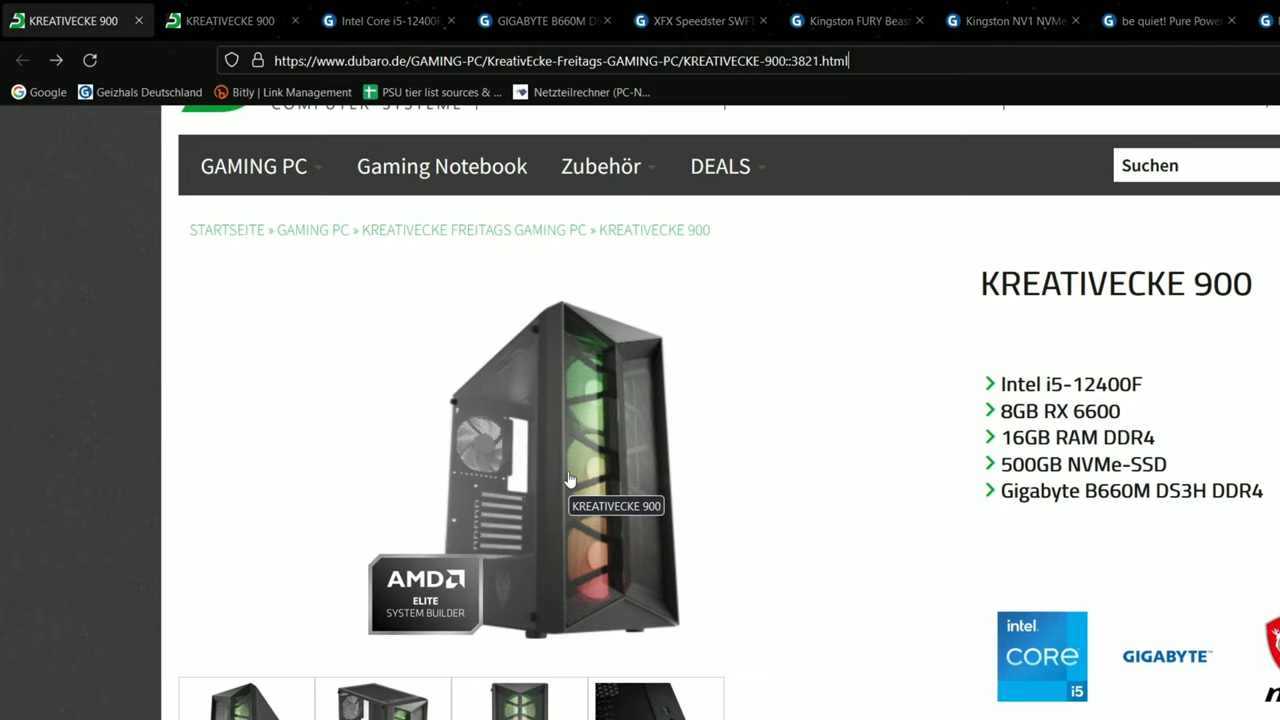 KREATIVECKE 900
KREATIVECKE 900
Intel Core i5-12400F,
GIGABYTE B660M DS
XFX Speedster SWFT
Kingston FURY Beas
Kingston NV1 NVMe
be quiet! Pure Power
https://www.dubaro.de/GAMING-PC/KreativEcke-Freitags-GAMING-PC/KREATIVECKE-900::3821.html
Google
Geizhals Deutschland
Bitly | Link Management
PSU tier list sources & ...
Netzteilrechner (PC-N...
COMPUTER-SYSTEME
GAMING PC
Gaming Notebook
Zubehör
DEALS
Suchen
STARTSEITE » GAMING PC » KREATIVECKE FREITAGS GAMING PC » KREATIVECKE 900
KREATIVECKE 900
Intel i5-12400F
8GB RX 6600
16GB RAM DDR4
500GB NVMe-SSD
Gigabyte B660M DS3H DDR4
KREATIVECKE 900
AMD
ELITE
SYSTEM BUILDER
intel.
CORE
i5
GIGABYTE™